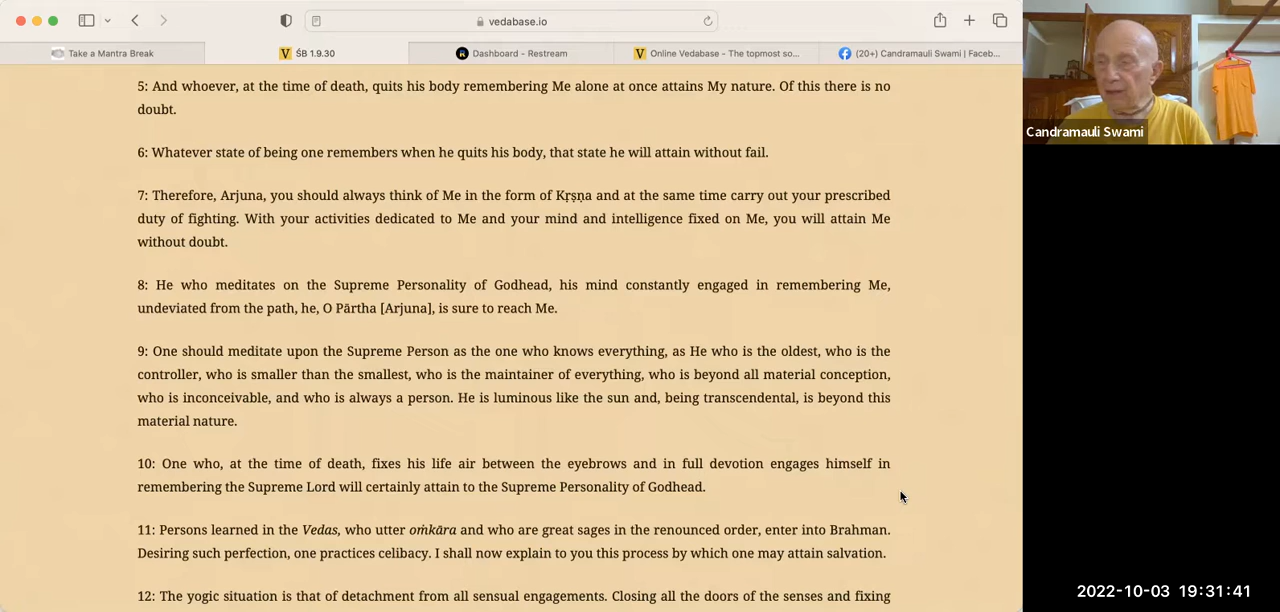 vedabase.io
Take a Mantra Break
V ŚB 1.9.30
Dashboard - Restream
V Online Vedabase - The topmost so...
(20+) Candramauli Swami | Faceb...
5: And whoever, at the time of death, quits his body remembering Me alone at once attains My nature. Of this there is no
doubt.
6: Whatever state of being one remembers when he quits his body, that state he will attain without fail.
7: Therefore, Arjuna, you should always think of Me in the form of Kṛṣṇa and at the same time carry out your prescribed
duty of fighting. With your activities dedicated to Me and your mind and intelligence fixed on Me, you will attain Me
without doubt.
8: He who meditates on the Supreme Personality of Godhead, his mind constantly engaged in remembering Me,
undeviated from the path, he, O Pārtha [Arjuna], is sure to reach Me.
9: One should meditate upon the Supreme Person as the one who knows everything, as He who is the oldest, who is the
controller, who is smaller than the smallest, who is the maintainer of everything, who is beyond all material conception,
who is inconceivable, and who is always a person. He is luminous like the sun and, being transcendental, is beyond this
material nature.
10: One who, at the time of death, fixes his life air between the eyebrows and in full devotion engages himself in
remembering the Supreme Lord will certainly attain to the Supreme Personality of Godhead.
11: Persons learned in the Vedas, who utter oṁkāra and who are great sages in the renounced order, enter into Brahman.
Desiring such perfection, one practices celibacy. I shall now explain to you this process by which one may attain salvation.
12: The yogic situation is that of detachment from all sensual engagements. Closing all the doors of the senses and fixing
Candramauli Swami
2022-10-03 19:31:41